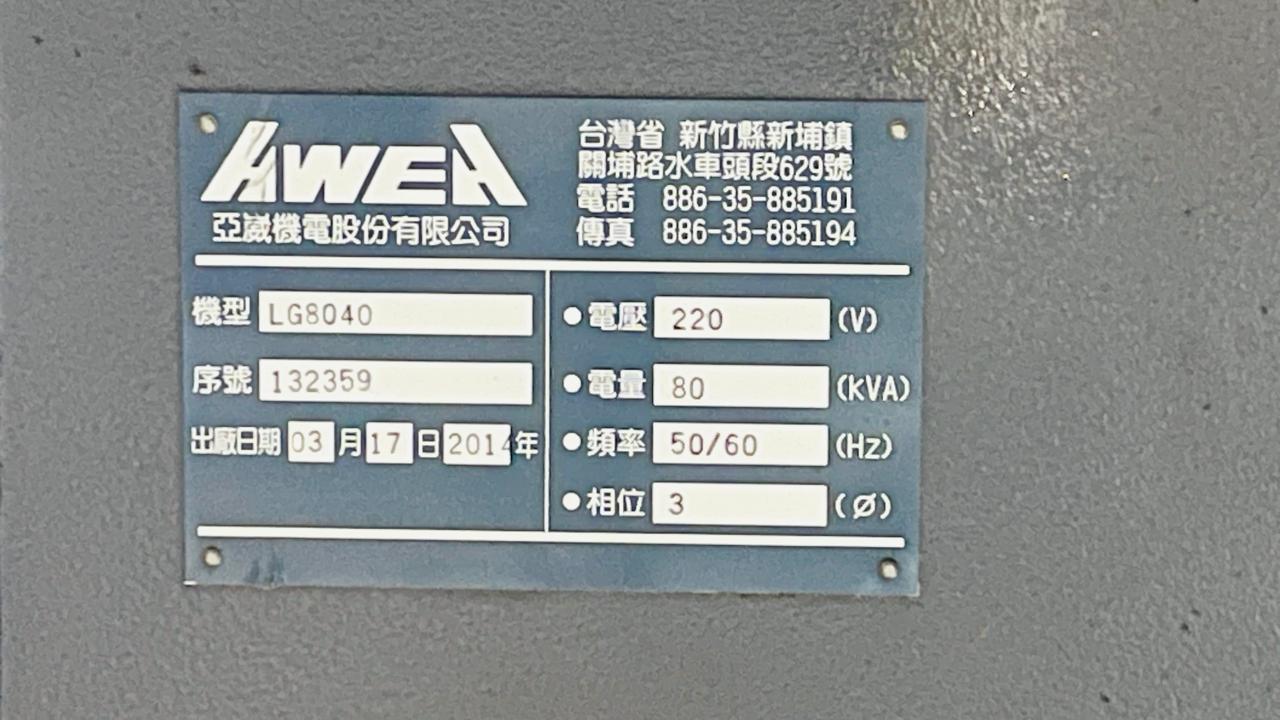 AWEA
亞崴機電股份有限公司
台灣省 新竹縣新埔鎮
關埔路水車頭段629號
電話 886-35-885191
傳真 886-35-885194
機型 LG8040
序號 132359
出廠日期 03 月 17 日 2014 年
● 電壓 220 (V)
● 電量 80 (KVA)
● 頻率 50/60 (Hz)
● 相位 3 (Ø)